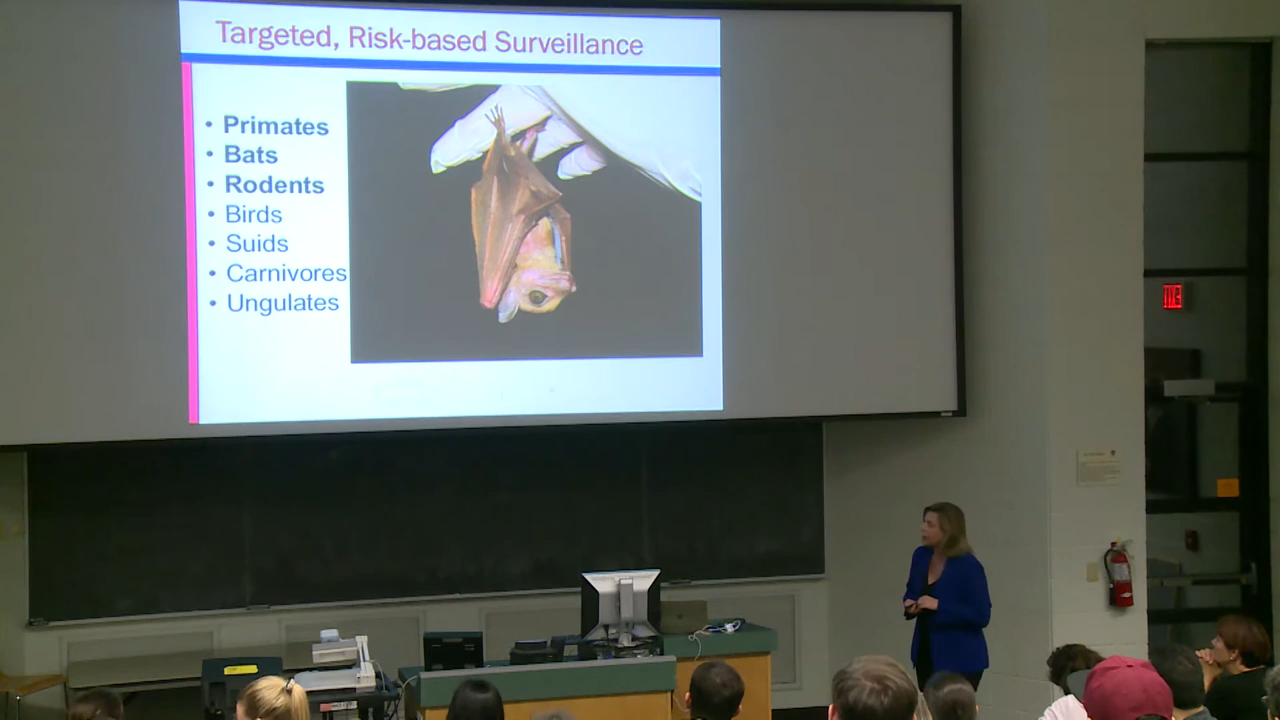 Targeted, Risk-based Surveillance
• Primates
• Bats
• Rodents
• Birds
• Suids
• Carnivores
• Ungulates